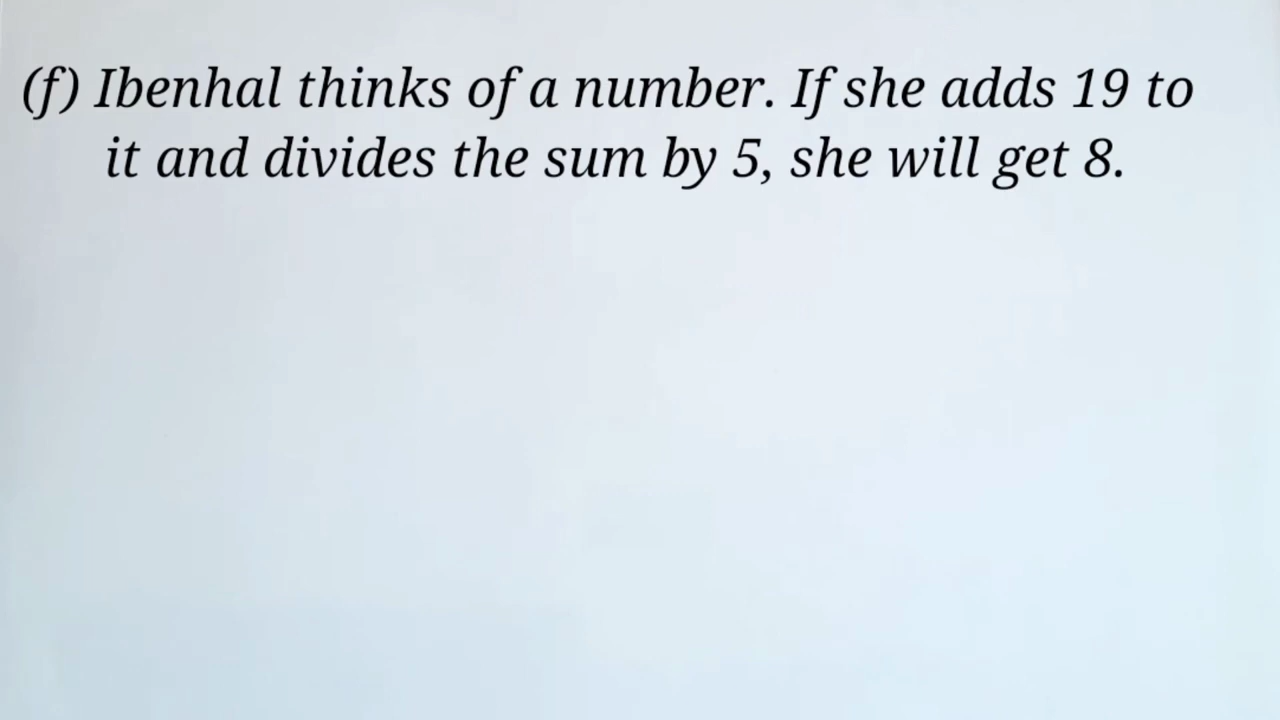 (f) Ibenhal thinks of a number. If she adds 19 to
it and divides the sum by 5, she will get 8.